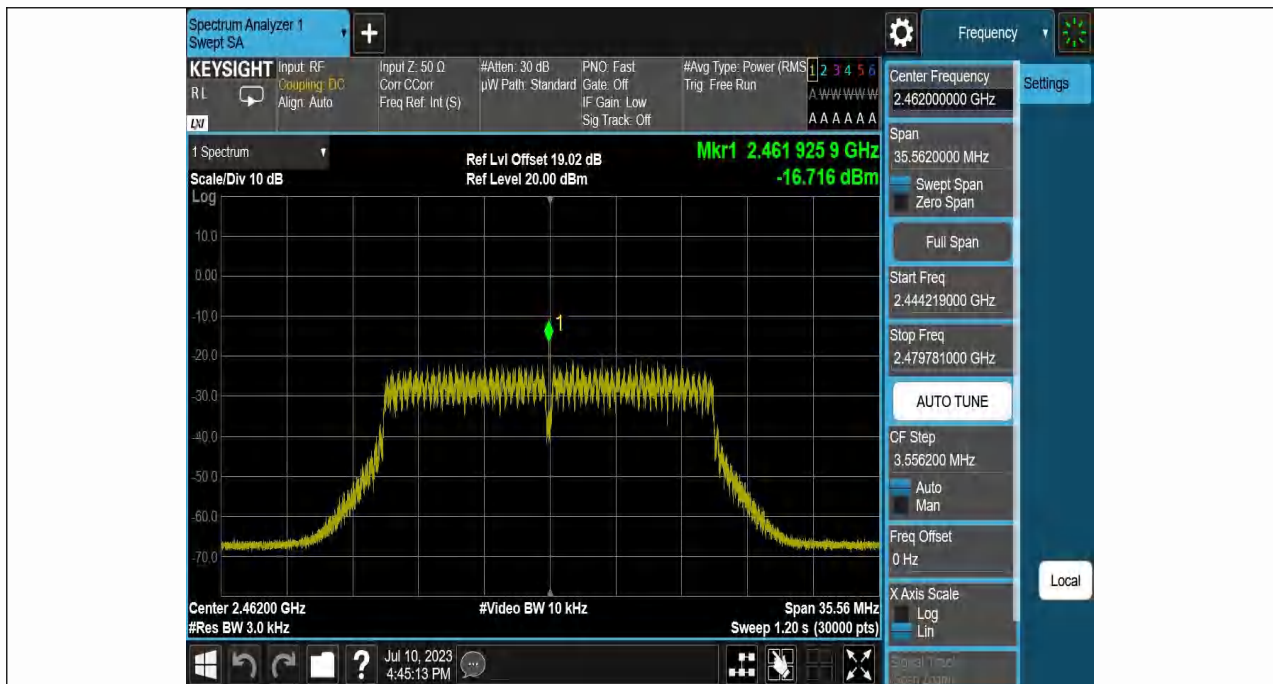 Spectrum Analyzer 1
Swept SA
+
Frequency
KEYSIGHT
RL
LXI
Input: RF
Coupling: DC
Align: Auto
Input Z: 50 Ω
Corr CCorr
Freq Ref: Int (S)
#Atten: 30 dB
µW Path: Standard
PNO: Fast
Gate: Off
IF Gain: Low
Sig Track: Off
#Avg Type: Power (RMS
Trig: Free Run
1 2 3 4 5 6
A W W W W W
A A A A A A
1 Spectrum
Scale/Div 10 dB
Ref Lvl Offset 19.02 dB
Ref Level 20.00 dBm
Mkr1 2.461 925 9 GHz
-16.716 dBm
Log
10.0
0.00
-10.0
-20.0
-30.0
-40.0
-50.0
-60.0
-70.0
1
Center 2.46200 GHz
#Res BW 3.0 kHz
#Video BW 10 kHz
Span 35.56 MHz
Sweep 1.20 s (30000 pts)
Center Frequency
2.462000000 GHz
Settings
Span
35.5620000 MHz
Swept Span
Zero Span
Full Span
Start Freq
2.444219000 GHz
Stop Freq
2.479781000 GHz
AUTO TUNE
CF Step
3.556200 MHz
Auto
Man
Freq Offset
0 Hz
X Axis Scale
Log
Lin
Signal Track
Local
?
Jul 10, 2023
4:45:13 PM